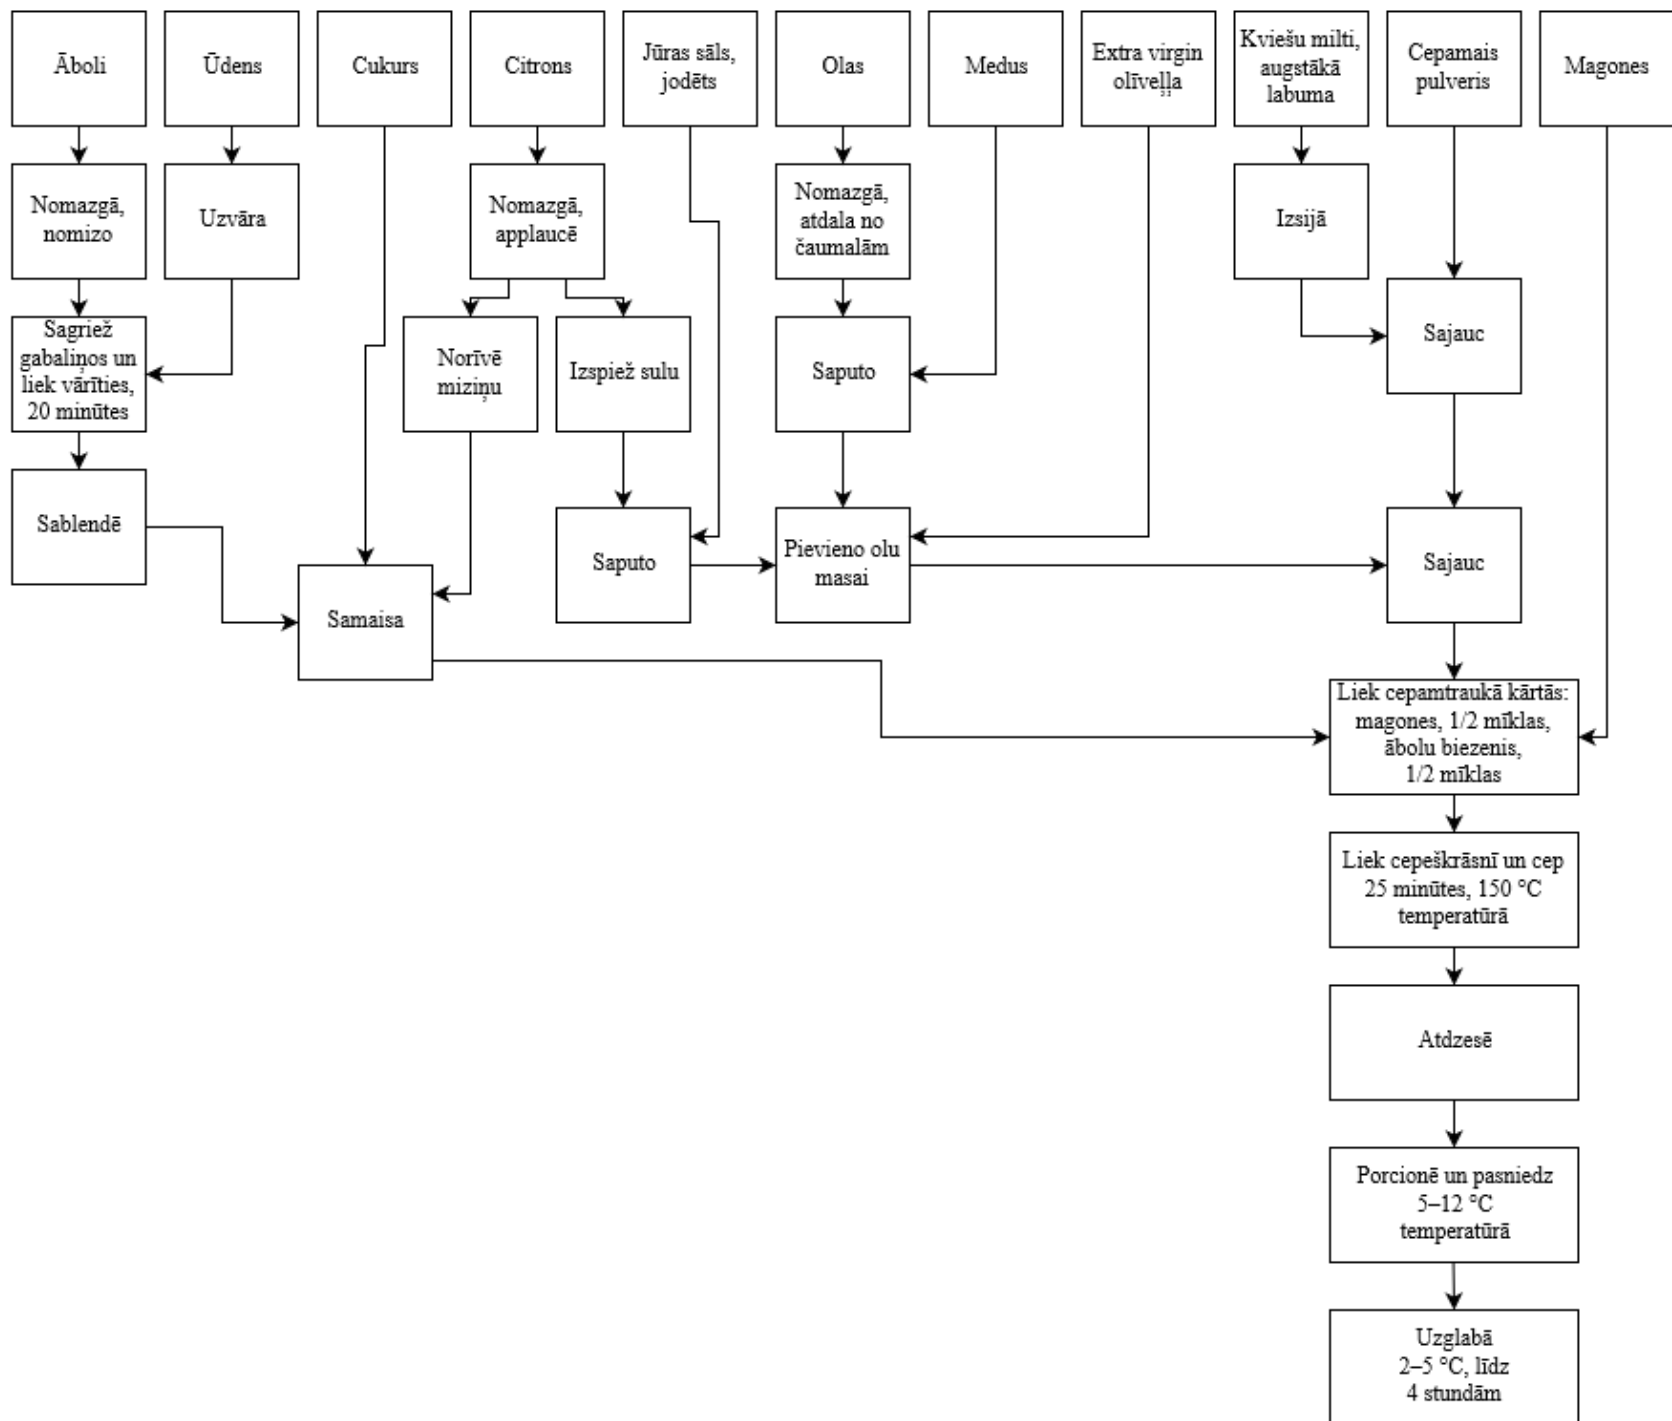 Āboli
Ūdens
Cukurs
Citrons
Jūras sāls,
jodēts
Olas
Medus
Extra virgin
olīveļļa
Kviešu milti,
augstākā
labuma
Cepamais
pulveris
Magones
Nomazgā,
nomizo
Uzvāra
Nomazgā,
applaucē
Nomazgā,
atdala no
čaumalām
Izsijā
Sagriež
gabaliņos un
liek vārīties,
20 minūtes
Norīvē
miziņu
Izspiež sulu
Saputo
Sajauc
Sablendē
Samaisa
Saputo
Pievieno olu
masai
Sajauc
Liek cepamtraukā kārtās:
magones, 1/2 mīklas,
ābolu biezenis,
1/2 mīklas
Liek cepeškrāsnī un cep
25 minūtes, 150 °C
temperatūrā
Atdzesē
Porcionē un pasniedz
5–12 °C
temperatūrā
Uzglabā
2–5 °C, līdz
4 stundām